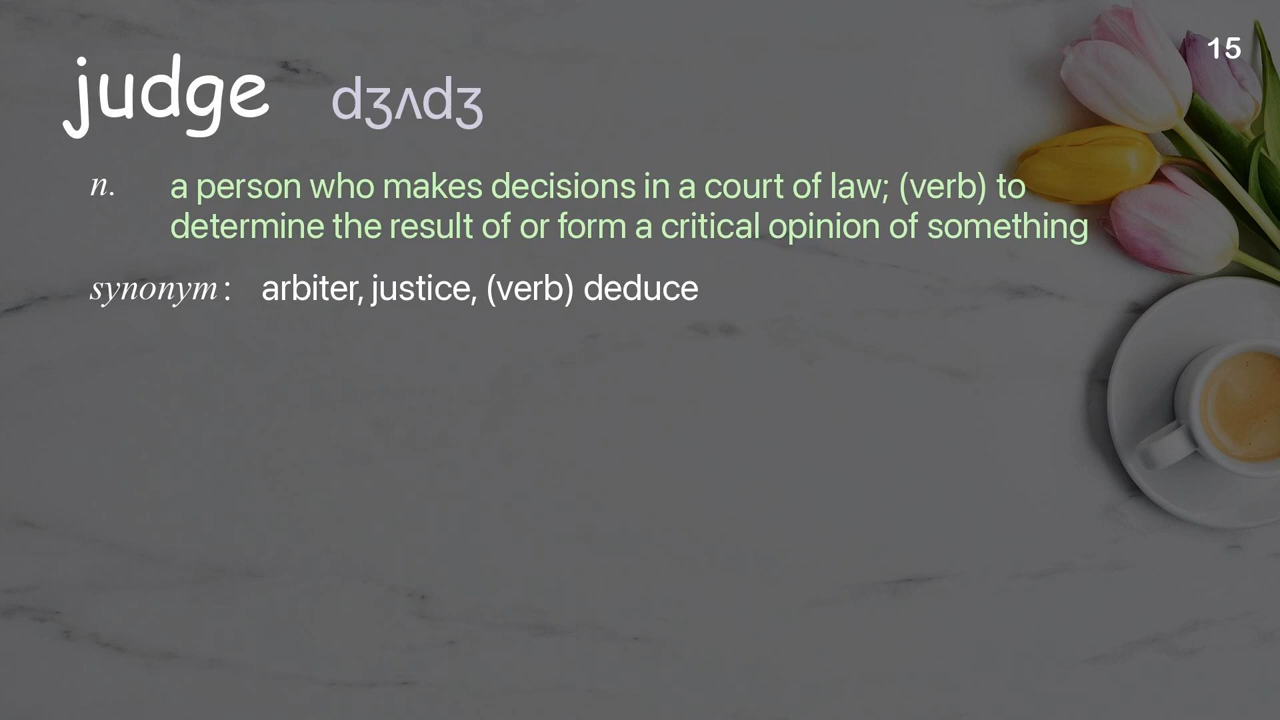 15
judge dʒʌdʒ
n. a person who makes decisions in a court of law; (verb) to
determine the result of or form a critical opinion of something
synonym: arbiter, justice, (verb) deduce